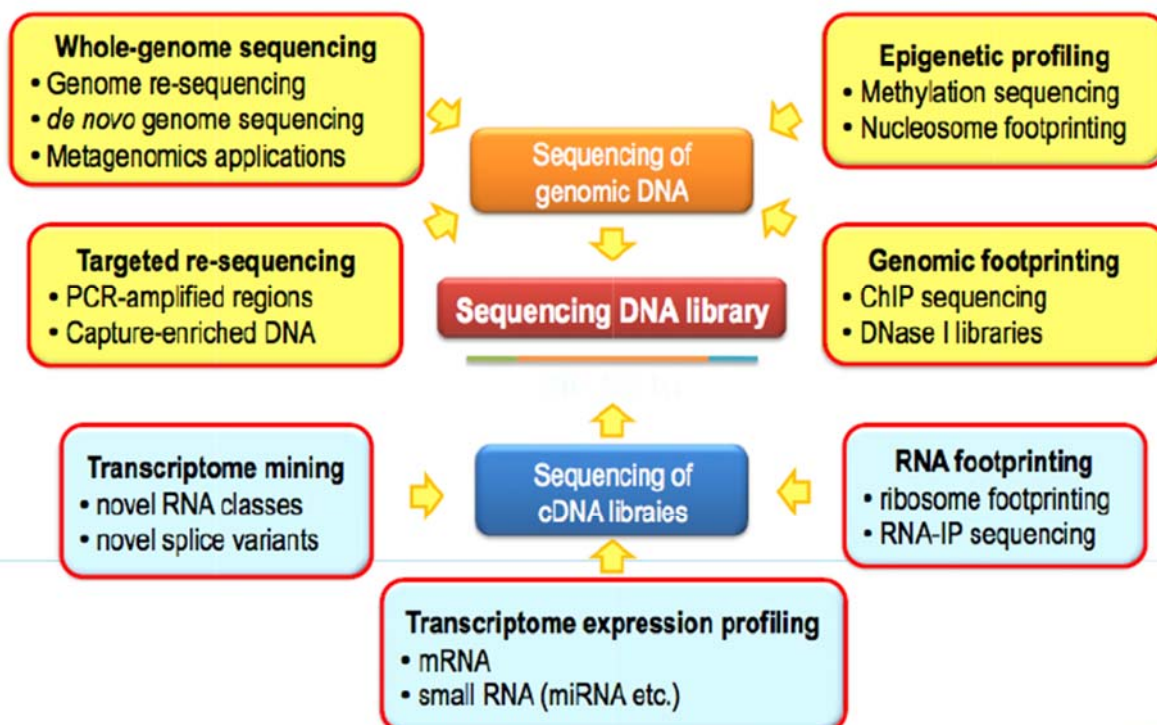 Whole-genome sequencing
• Genome re-sequencing
• de novo genome sequencing
• Metagenomics applications
Epigenetic profiling
• Methylation sequencing
• Nucleosome footprinting
Sequencing of
genomic DNA
Targeted re-sequencing
• PCR-amplified regions
• Capture-enriched DNA
Sequencing DNA library
Genomic footprinting
• ChIP sequencing
• DNase I libraries
Transcriptome mining
• novel RNA classes
• novel splice variants
Sequencing of
cDNA libraies
RNA footprinting
• ribosome footprinting
• RNA-IP sequencing
Transcriptome expression profiling
• mRNA
• small RNA (miRNA etc.)